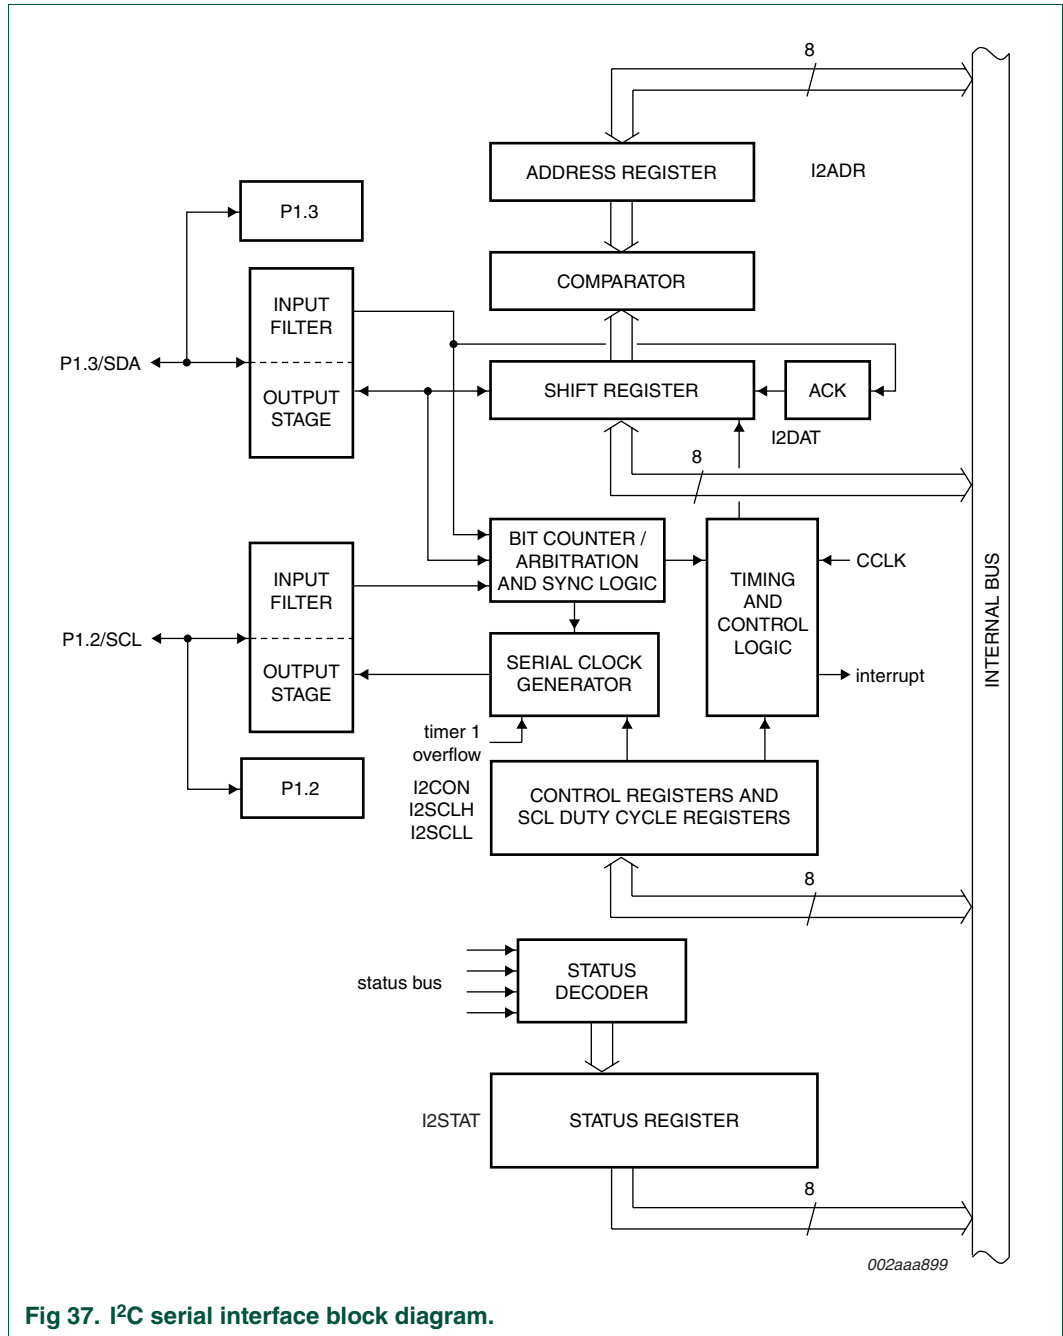 8
ADDRESS REGISTER
I2ADR
P1.3
COMPARATOR
INPUT
FILTER
P1.3/SDA
OUTPUT
STAGE
SHIFT REGISTER
ACK
I2DAT
8
BIT COUNTER /
ARBITRATION
AND SYNC LOGIC
INPUT
FILTER
TIMING
AND
CONTROL
LOGIC
CCLK
INTERNAL BUS
P1.2/SCL
OUTPUT
STAGE
SERIAL CLOCK
GENERATOR
interrupt
timer 1
overflow
P1.2
I2CON
I2SCLH
I2SCLL
CONTROL REGISTERS AND
SCL DUTY CYCLE REGISTERS
8
status bus
STATUS
DECODER
I2STAT
STATUS REGISTER
8
002aaa899
Fig 37. I²C serial interface block diagram.